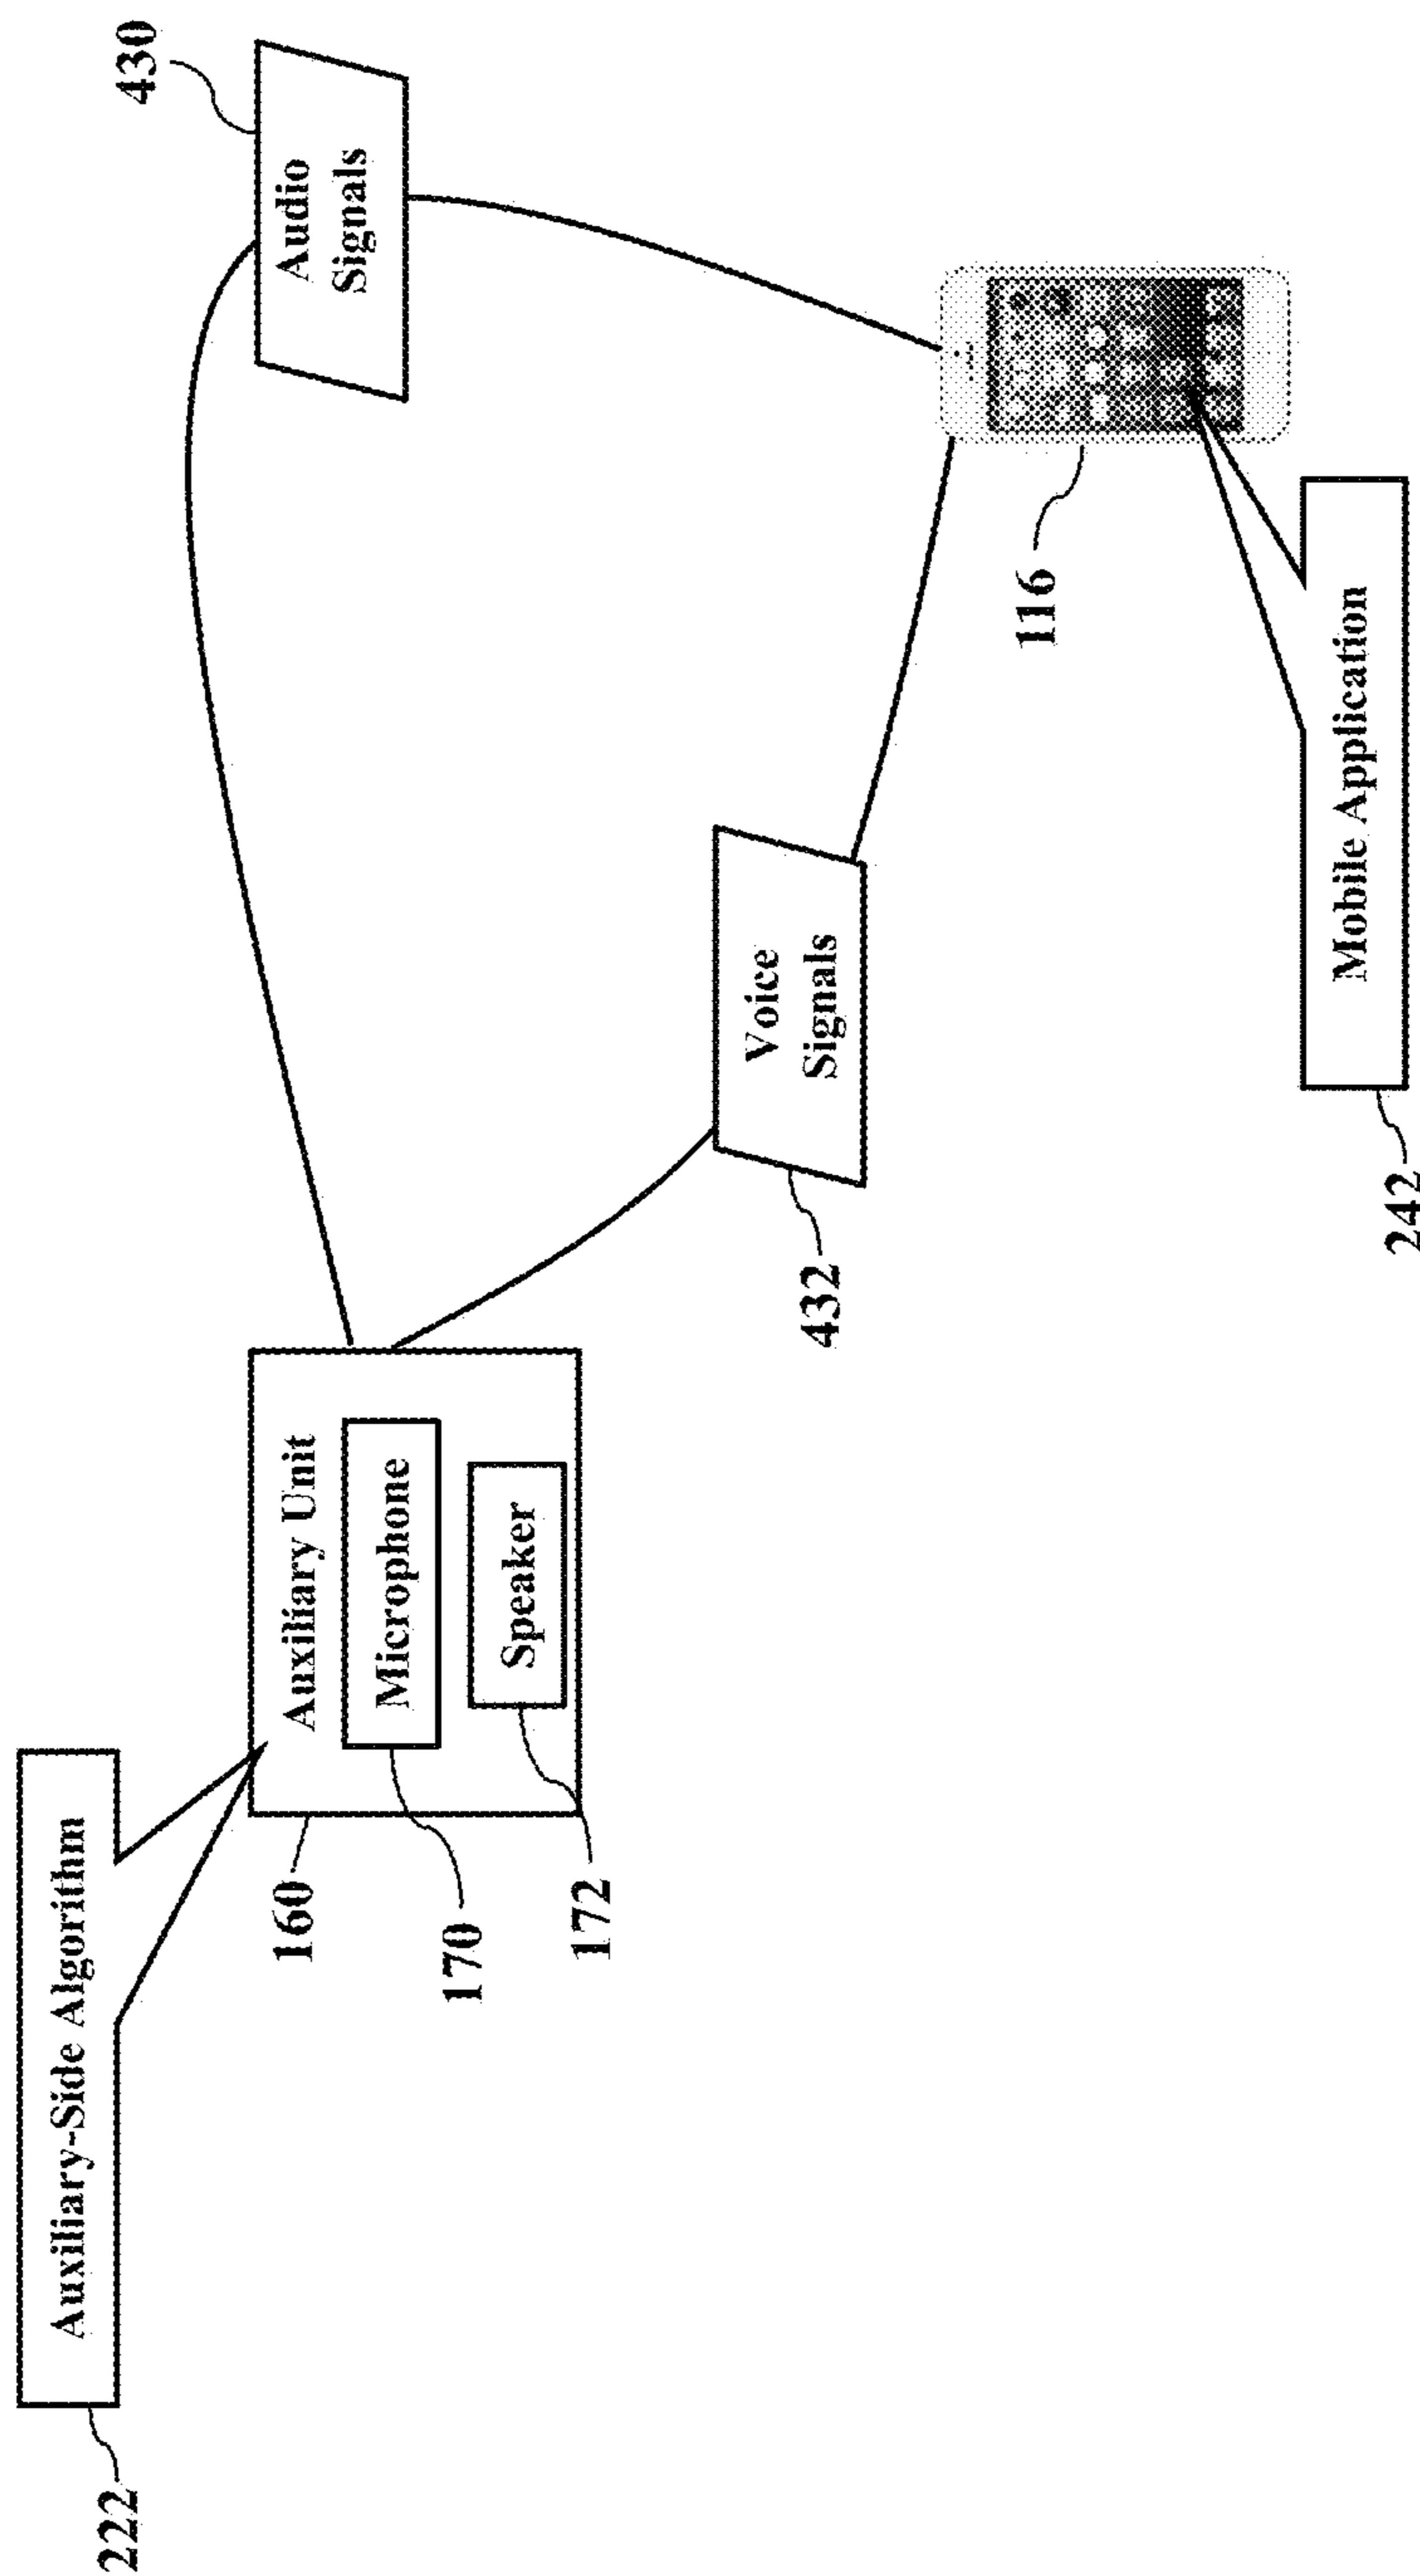 222
Auxiliary-Side Algorithm
160
Auxiliary Unit
170
Microphone
172
Speaker
430
Audio
Signals
432
Voice
Signals
116
242
Mobile Application